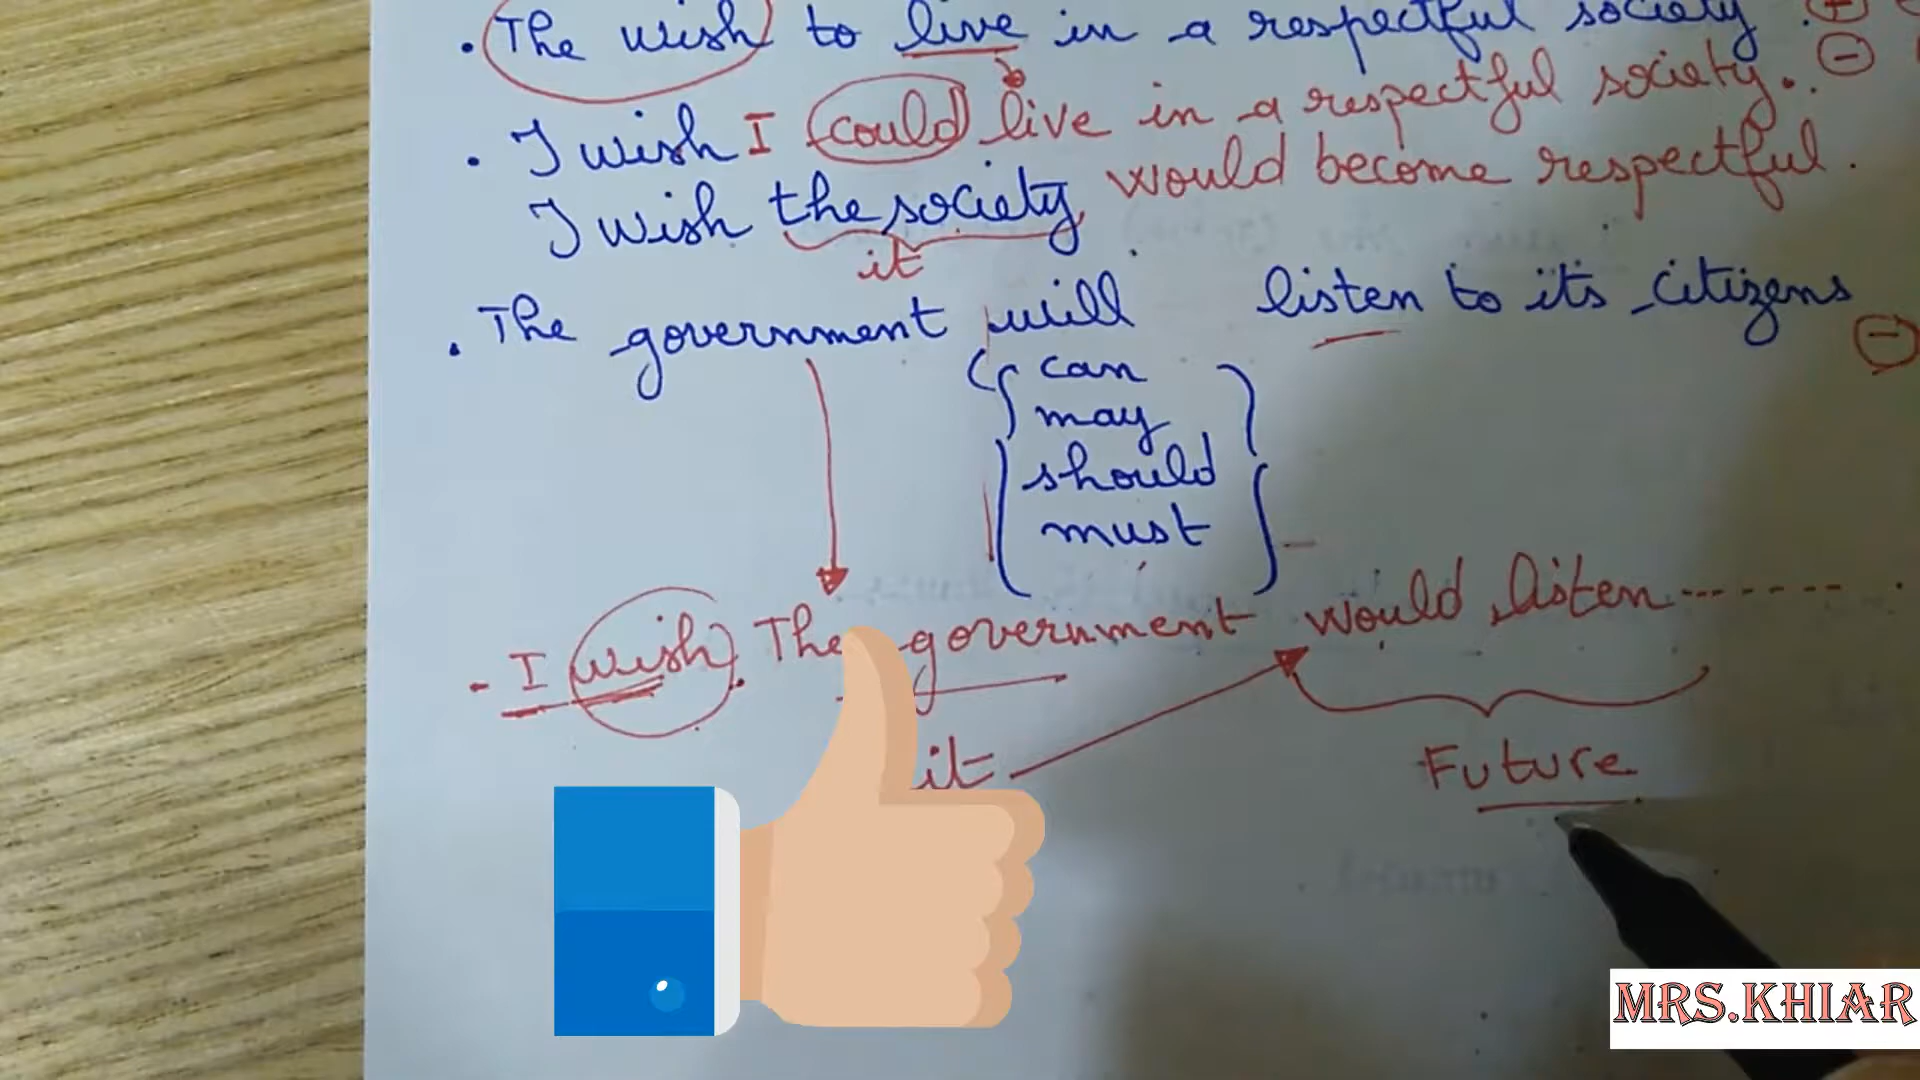 . The wish to live in a respectful society . +
. I wish I could live in a respectful society. . -
I wish the society would become respectful.
it
. The government will listen to its citizens -
can
may
should
must
- I wish. The government would listen ------- .
it
Future
MRS.KHIAR